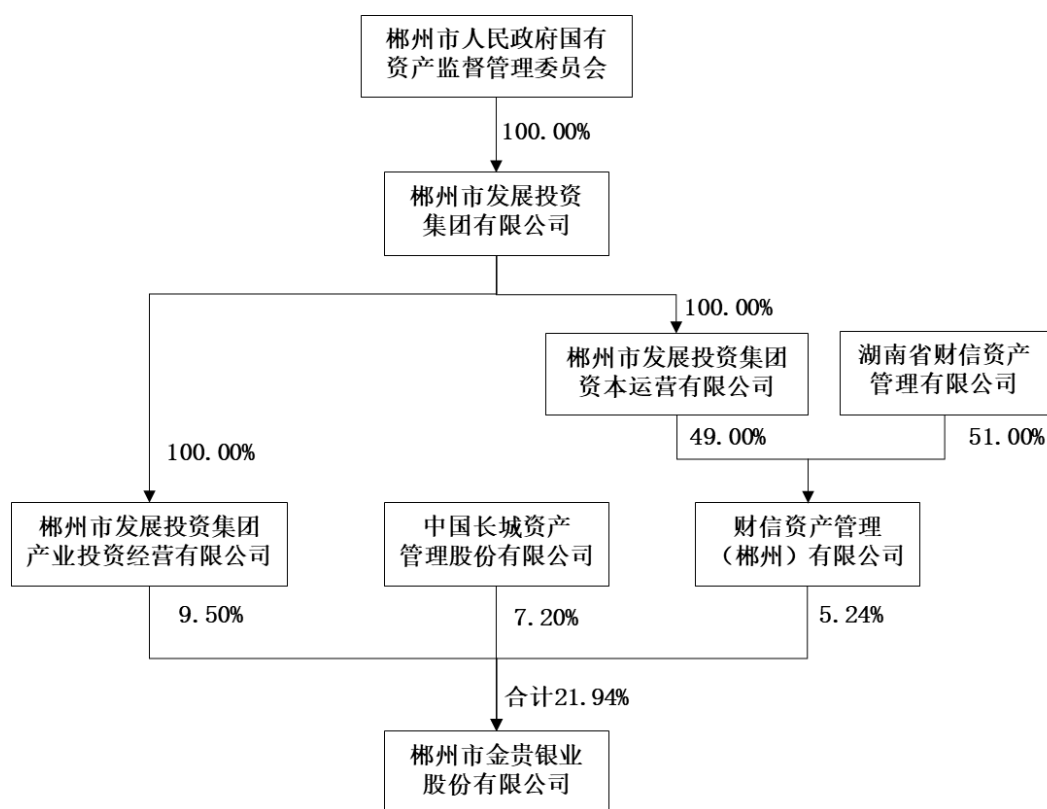 郴州市人民政府国有
资产监督管理委员会
100.00%
郴州市发展投资
集团有限公司
100.00%
郴州市发展投资集团
资本运营有限公司
湖南省财信资产
管理有限公司
49.00%
51.00%
100.00%
郴州市发展投资集团
产业投资经营有限公司
中国长城资产
管理股份有限公司
财信资产管理
（郴州）有限公司
9.50%
7.20%
5.24%
合计21.94%
郴州市金贵银业
股份有限公司